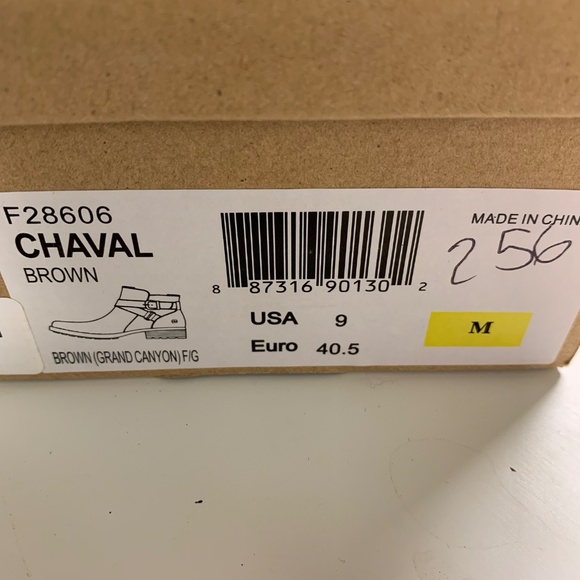 F28606
CHAVAL
BROWN
BROWN (GRAND CANYON) F/G
8 87316 90130 2
USA 9
Euro 40.5
MADE IN CHIN
256
M